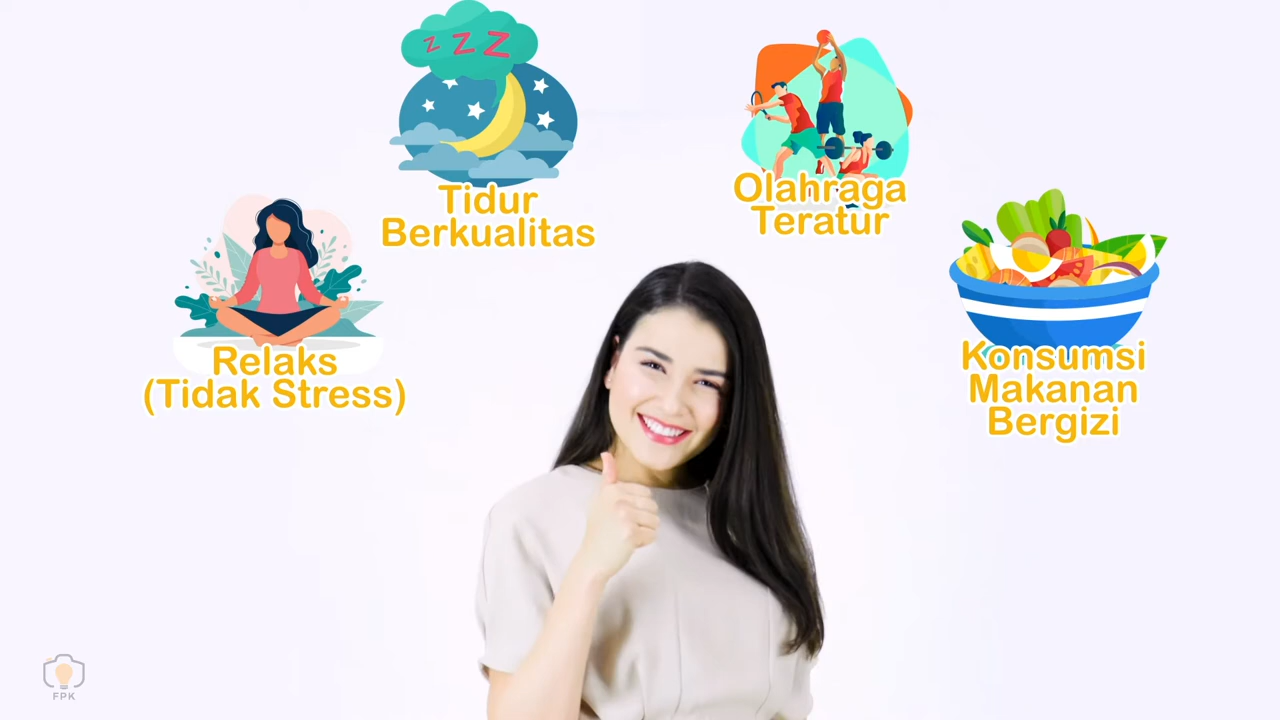 z z z
Tidur
Berkualitas
Olahraga
Teratur
Relaks
(Tidak Stress)
Konsumsi
Makanan
Bergizi
FPK